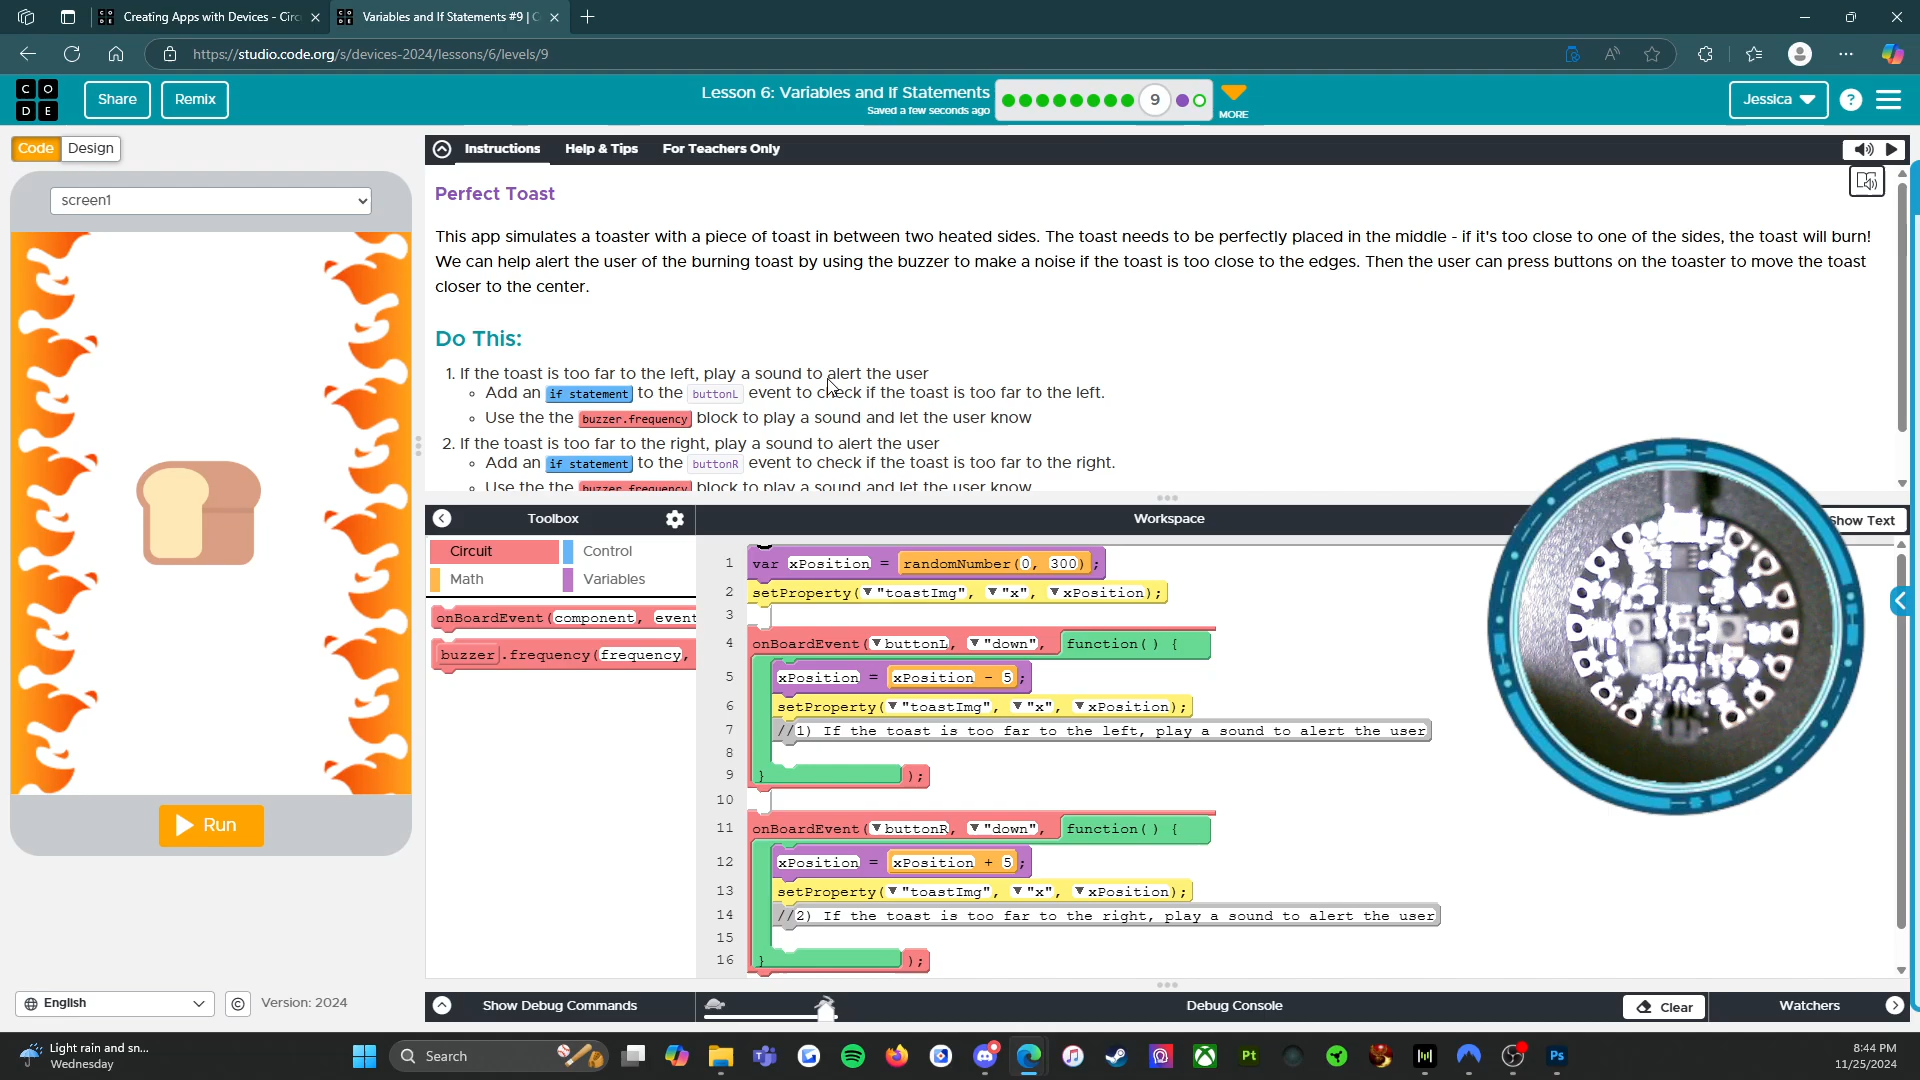 Creating Apps with Devices - Circ
Variables and If Statements #9 | C
https://studio.code.org/s/devices-2024/lessons/6/levels/9
C O D E
Share
Remix
Lesson 6: Variables and If Statements
Saved a few seconds ago
9
MORE
Jessica
?
Code
Design
Instructions
Help & Tips
For Teachers Only
screen1
Perfect Toast
This app simulates a toaster with a piece of toast in between two heated sides. The toast needs to be perfectly placed in the middle - if it's too close to one of the sides, the toast will burn!
We can help alert the user of the burning toast by using the buzzer to make a noise if the toast is too close to the edges. Then the user can press buttons on the toaster to move the toast
closer to the center.
Do This:
1. If the toast is too far to the left, play a sound to alert the user
Add an if statement to the buttonL event to check if the toast is too far to the left.
Use the the buzzer.frequency block to play a sound and let the user know
2. If the toast is too far to the right, play a sound to alert the user
Add an if statement to the buttonR event to check if the toast is too far to the right.
Use the the buzzer.frequency block to play a sound and let the user know
Toolbox
Workspace
Show Text
Circuit
Control
Math
Variables
onBoardEvent(component, event
buzzer.frequency(frequency,
1 var xPosition = randomNumber(0, 300);
2 setProperty("toastImg", "x", xPosition);
3
4 onBoardEvent(buttonL, "down", function() {
5 xPosition = xPosition - 5;
6 setProperty("toastImg", "x", xPosition);
7 //1) If the toast is too far to the left, play a sound to alert the user
8
9 });
10
11 onBoardEvent(buttonR, "down", function() {
12 xPosition = xPosition + 5;
13 setProperty("toastImg", "x", xPosition);
14 //2) If the toast is too far to the right, play a sound to alert the user
15
16 });
Run
English
©
Version: 2024
Show Debug Commands
Debug Console
Clear
Watchers
Light rain and sn...
Wednesday
Search
Pt
Ps
8:44 PM
11/25/2024